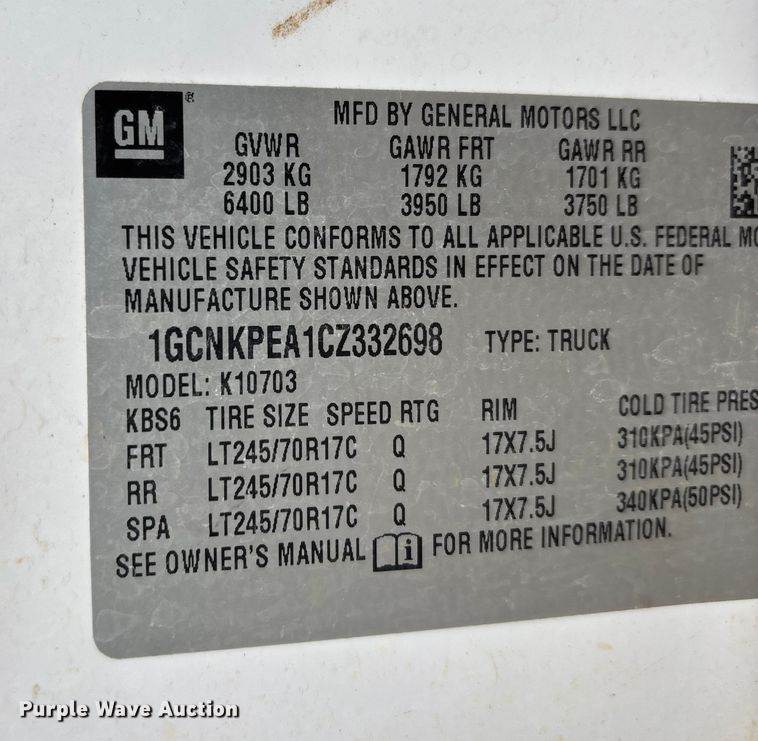 GM
®
MFD BY GENERAL MOTORS LLC
GVWR GAWR FRT GAWR RR
2903 KG 1792 KG 1701 KG
6400 LB 3950 LB 3750 LB
THIS VEHICLE CONFORMS TO ALL APPLICABLE U.S. FEDERAL MO
VEHICLE SAFETY STANDARDS IN EFFECT ON THE DATE OF
MANUFACTURE SHOWN ABOVE.
1GCNKPEA1CZ332698 TYPE: TRUCK
MODEL: K10703
KBS6 TIRE SIZE SPEED RTG RIM COLD TIRE PRES
FRT LT245/70R17C Q 17X7.5J 310KPA(45PSI)
RR LT245/70R17C Q 17X7.5J 310KPA(45PSI)
SPA LT245/70R17C Q 17X7.5J 340KPA(50PSI)
SEE OWNER'S MANUAL i FOR MORE INFORMATION.
Purple Wave Auction